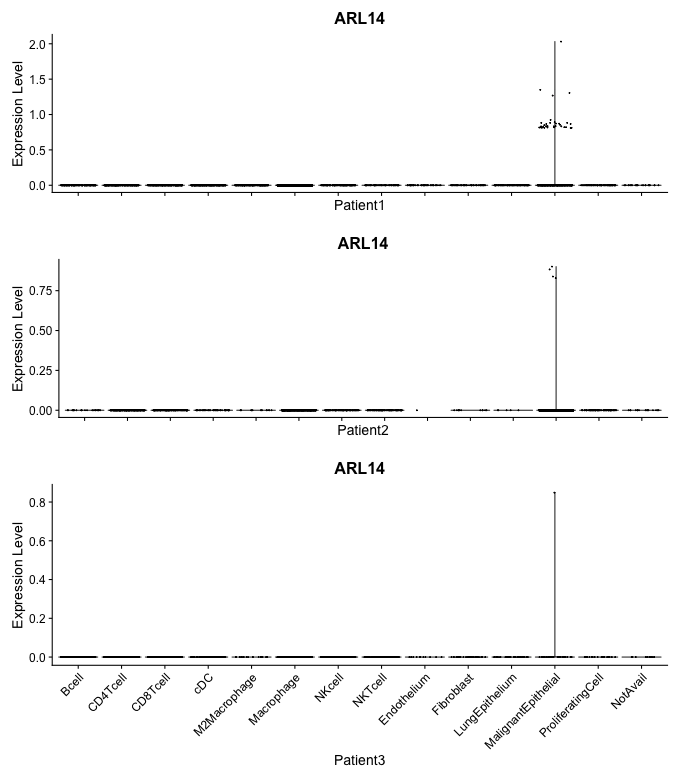 ARL14
Expression Level
2.0
1.5
1.0
0.5
0.0
Patient1
ARL14
Expression Level
0.75
0.50
0.25
0.00
Patient2
ARL14
Expression Level
0.8
0.6
0.4
0.2
0.0
Bcell
CD4Tcell
CD8Tcell
cDC
M2Macrophage
Macrophage
NKcell
NKTcell
Endothelium
Fibroblast
LungEpithelium
MalignantEpithelial
ProliferatingCell
NotAvail
Patient3